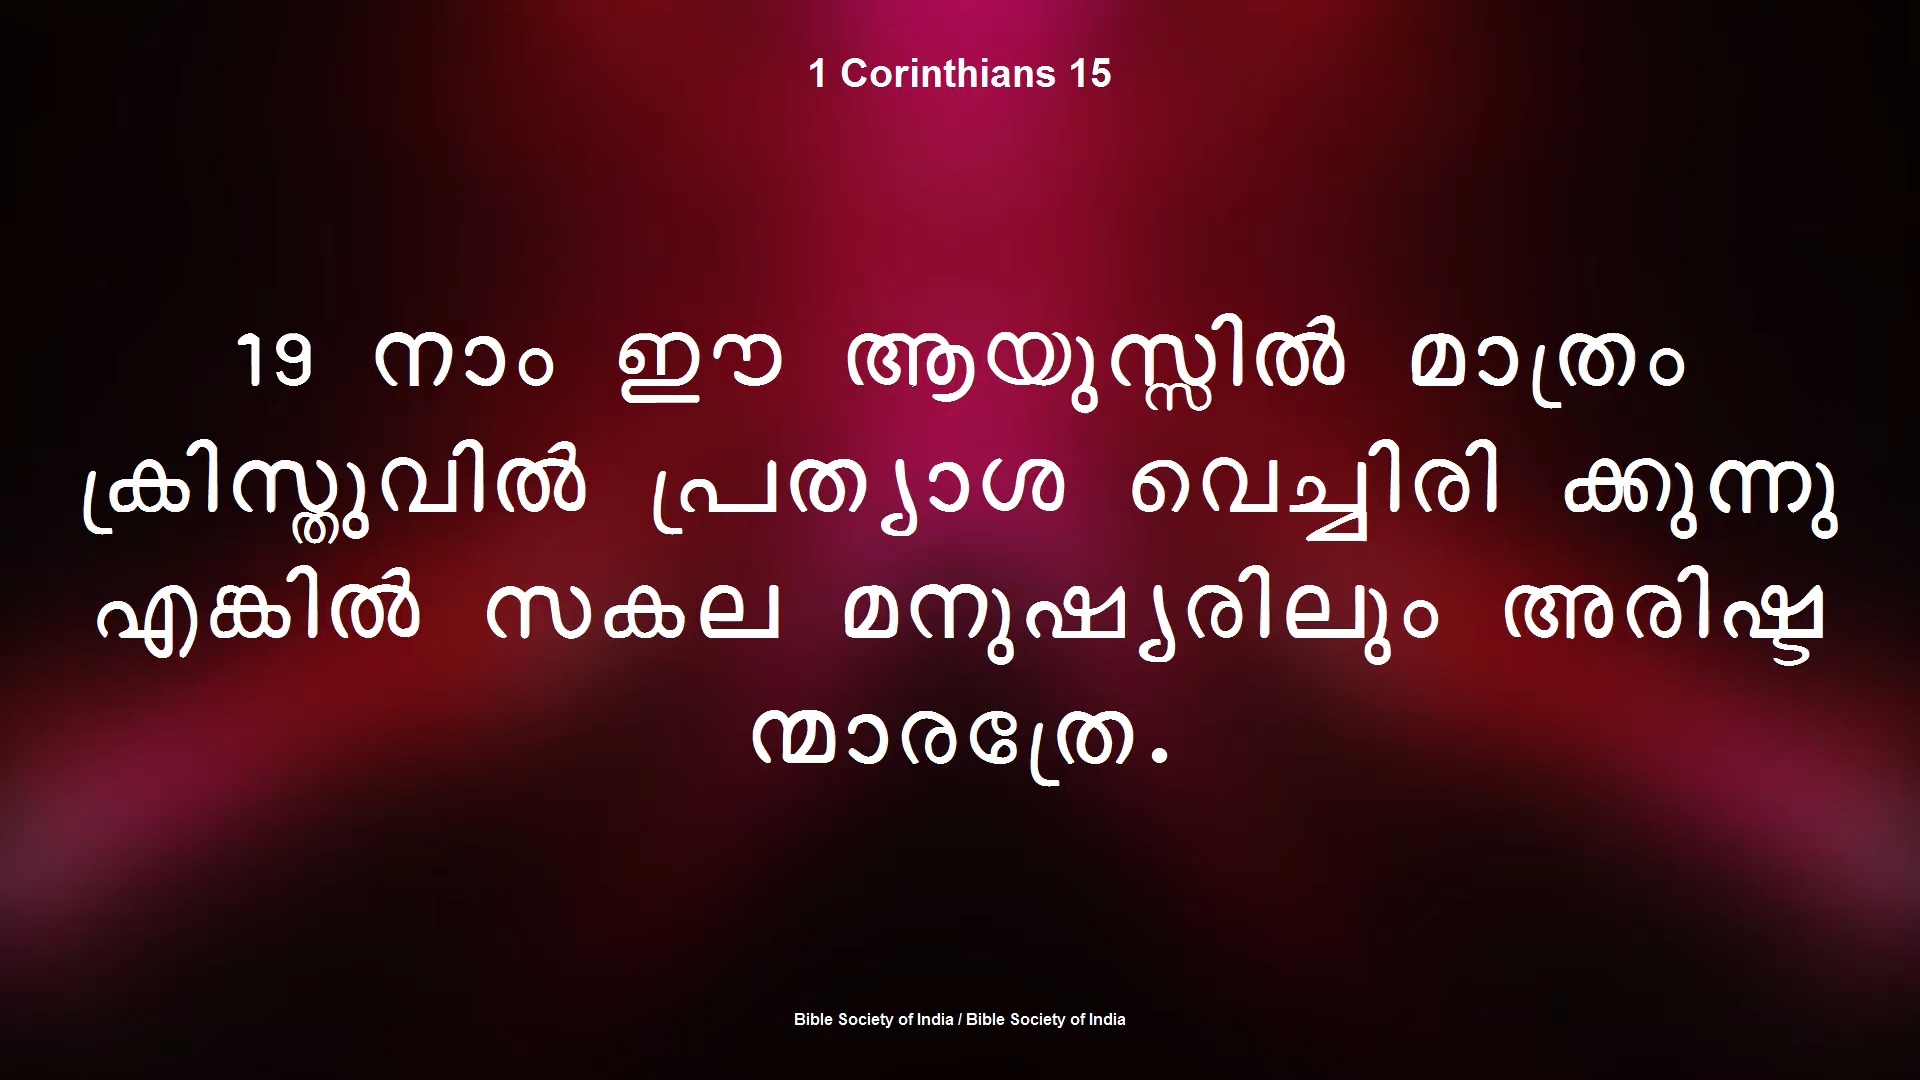 1 Corinthians 15
19 നാം ഈ ആയുസ്സിൽ മാത്രം
ക്രിസ്തുവിൽ പ്രത്യാശ വെച്ചിരി ക്കുന്നു
എങ്കിൽ സകല മനുഷ്യരിലും അരിഷ്ട
ന്മാരത്രേ.
Bible Society of India / Bible Society of India